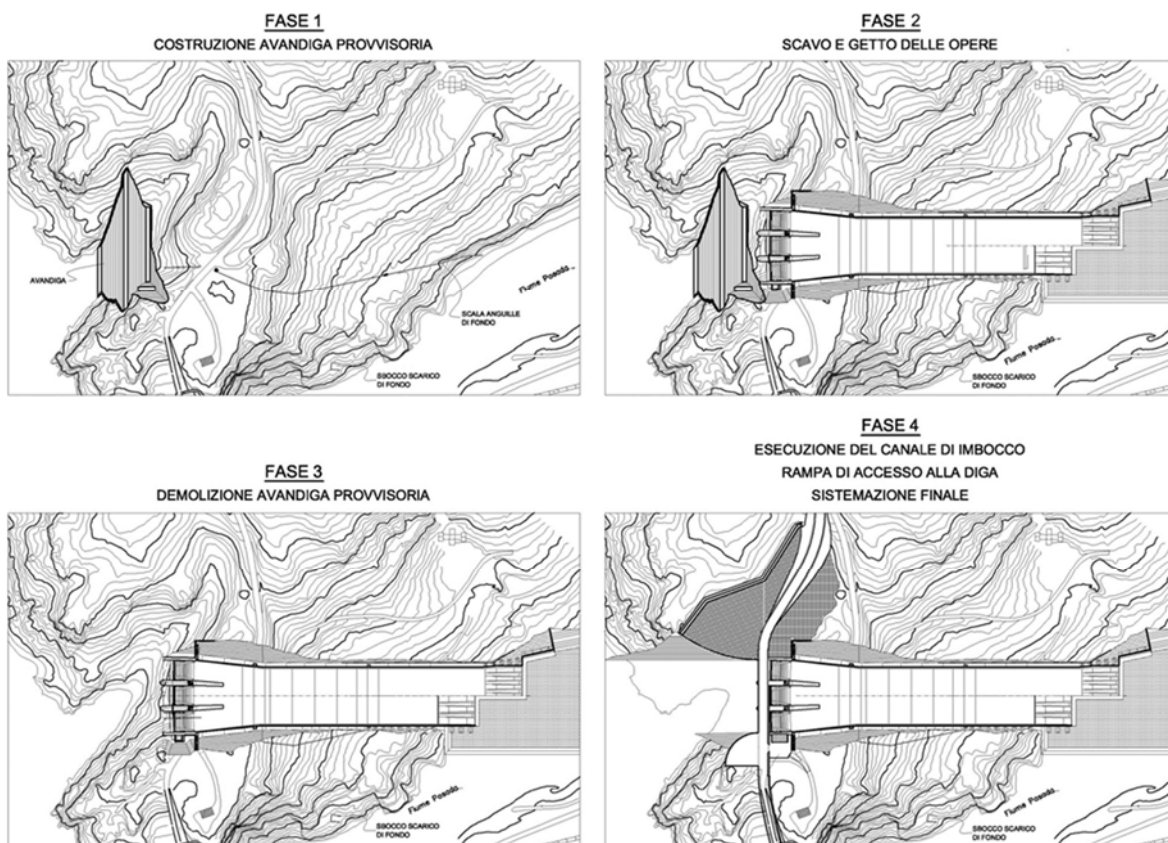 FASE 1
COSTRUZIONE AVANDIGA PROVVISORIA
AVANDIGA
Fiume Posada
SCALA ANGUILLE
DI FONDO
SBOCCO SCARICO
DI FONDO
Fiume Posada
FASE 2
SCAVO E GETTO DELLE OPERE
Fiume Posada
SBOCCO SCARICO
DI FONDO
FASE 3
DEMOLIZIONE AVANDIGA PROVVISORIA
Fiume Posada
SBOCCO SCARICO
DI FONDO
FASE 4
ESECUZIONE DEL CANALE DI IMBOCCO
RAMPA DI ACCESSO ALLA DIGA
SISTEMAZIONE FINALE
Fiume Posada
SBOCCO SCARICO
DI FONDO